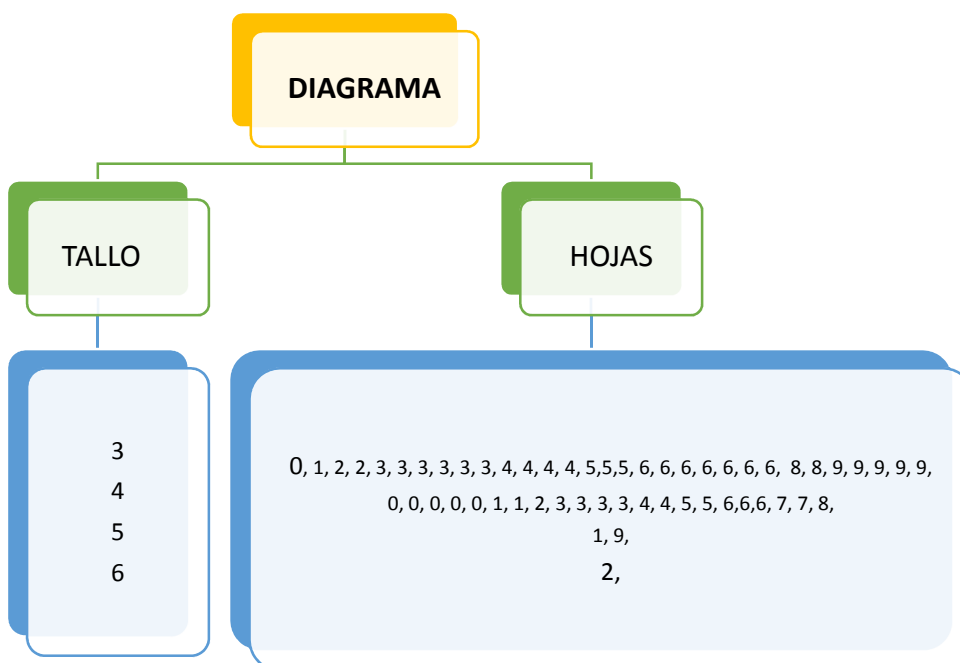 DIAGRAMA
TALLO
HOJAS
3
4
5
6
0, 1, 2, 2, 3, 3, 3, 3, 3, 3, 4, 4, 4, 4, 5,5,5, 6, 6, 6, 6, 6, 6, 6, 8, 8, 9, 9, 9, 9, 9,
0, 0, 0, 0, 0, 1, 1, 2, 3, 3, 3, 3, 4, 4, 5, 5, 6,6,6, 7, 7, 8,
1, 9,
2,